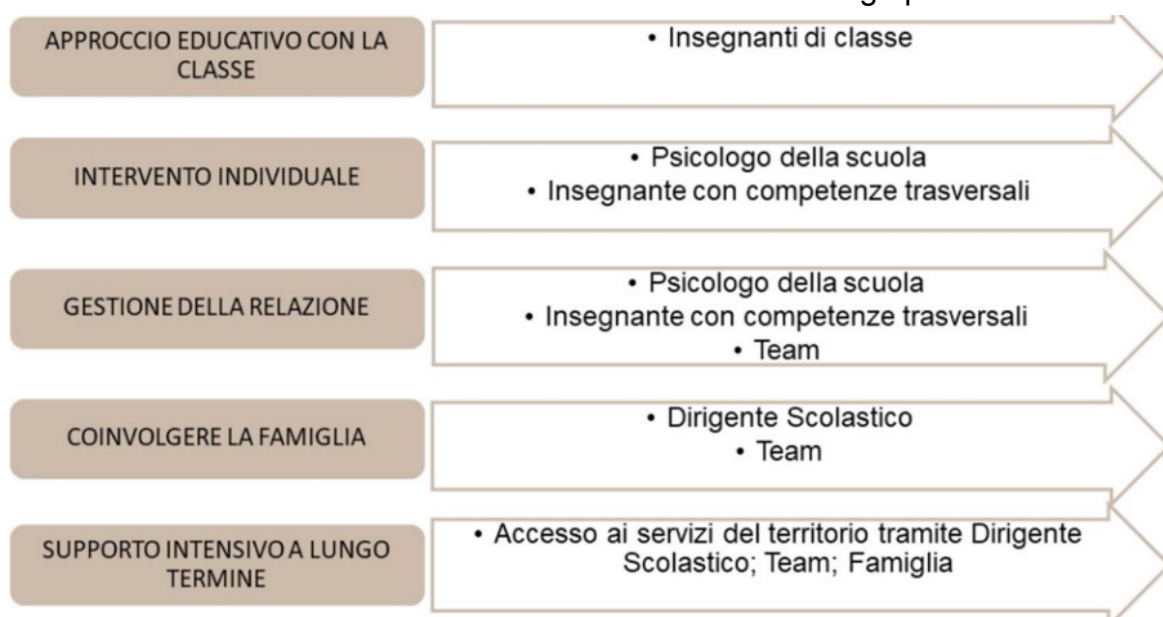 APPROCCIO EDUCATIVO CON LA
CLASSE
• Insegnanti di classe
INTERVENTO INDIVIDUALE
• Psicologo della scuola
• Insegnante con competenze trasversali
GESTIONE DELLA RELAZIONE
• Psicologo della scuola
• Insegnante con competenze trasversali
• Team
COINVOLGERE LA FAMIGLIA
• Dirigente Scolastico
• Team
SUPPORTO INTENSIVO A LUNGO
TERMINE
• Accesso ai servizi del territorio tramite Dirigente
Scolastico; Team; Famiglia